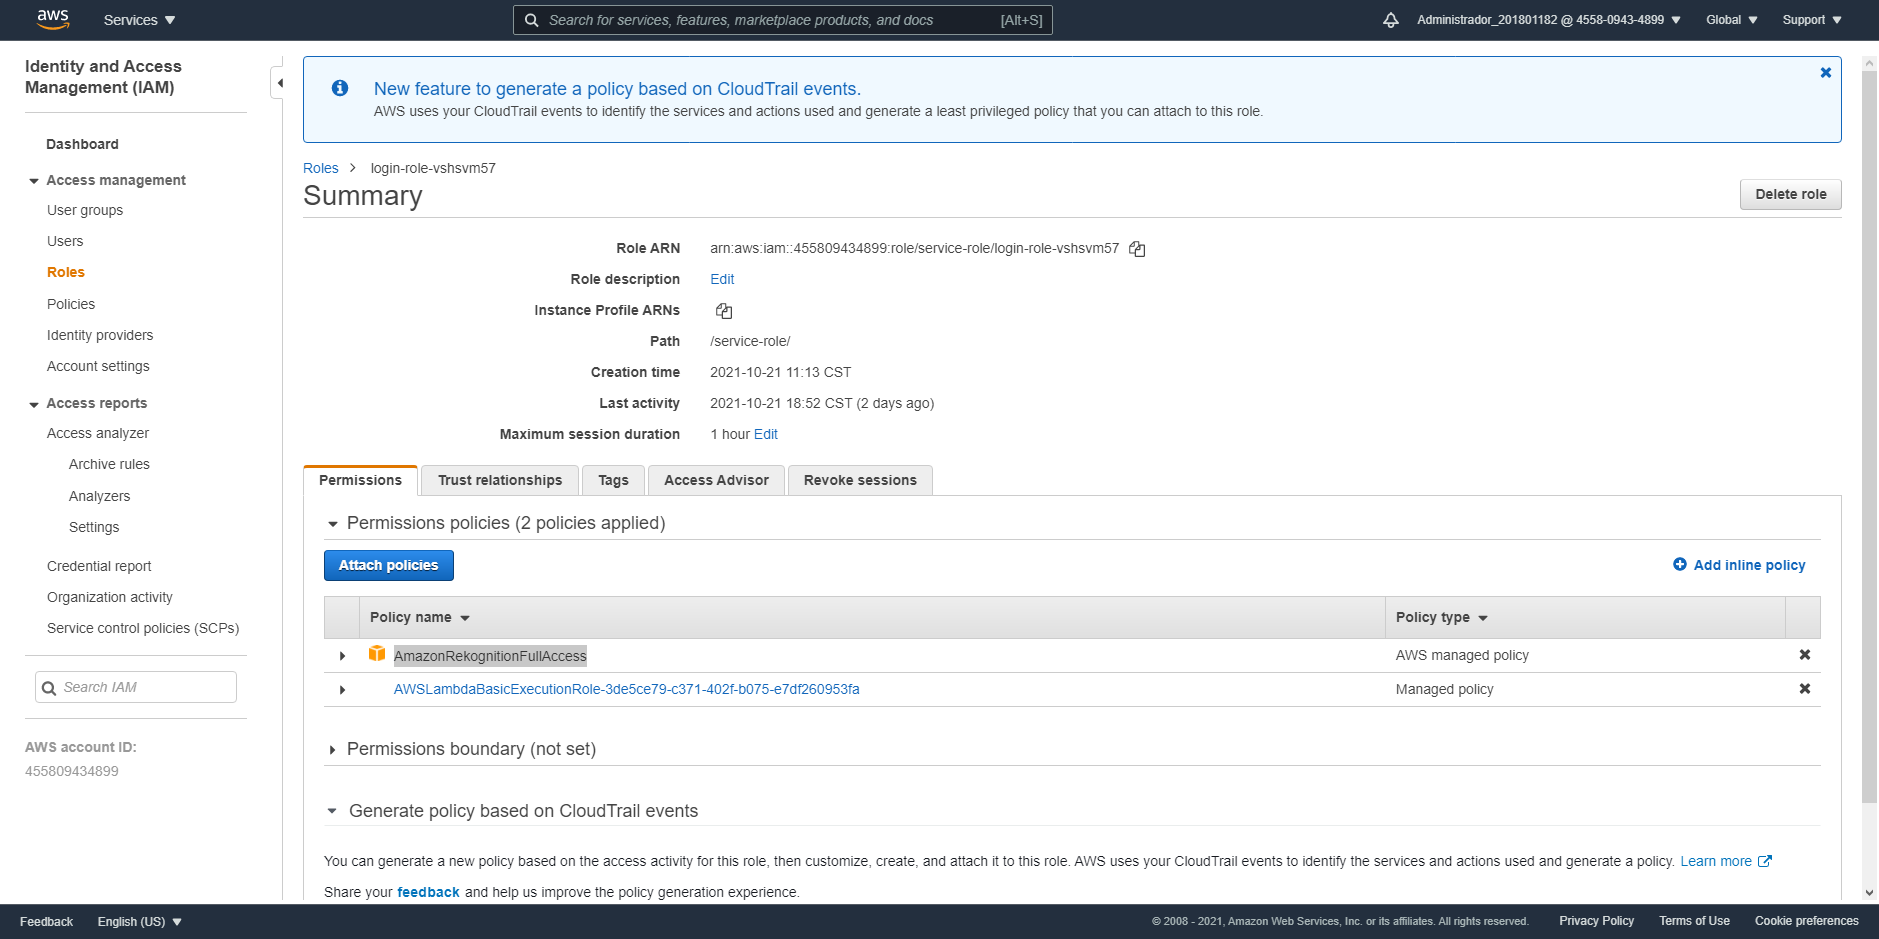 aws
Services
Search for services, features, marketplace products, and docs [Alt+S]
Administrador_201801182 @ 4558-0943-4899
Global
Support
Identity and Access
Management (IAM)
Dashboard
Access management
User groups
Users
Roles
Policies
Identity providers
Account settings
Access reports
Access analyzer
Archive rules
Analyzers
Settings
Credential report
Organization activity
Service control policies (SCPs)
Search IAM
AWS account ID:
455809434899
New feature to generate a policy based on CloudTrail events.
AWS uses your CloudTrail events to identify the services and actions used and generate a least privileged policy that you can attach to this role.
Roles > login-role-vshsvm57
Summary
Delete role
Role ARN arn:aws:iam::455809434899:role/service-role/login-role-vshsvm57
Role description Edit
Instance Profile ARNs
Path /service-role/
Creation time 2021-10-21 11:13 CST
Last activity 2021-10-21 18:52 CST (2 days ago)
Maximum session duration 1 hour Edit
Permissions Trust relationships Tags Access Advisor Revoke sessions
Permissions policies (2 policies applied)
Attach policies
Add inline policy
Policy name Policy type
AmazonRekognitionFullAccess AWS managed policy
AWSLambdaBasicExecutionRole-3de5ce79-c371-402f-b075-e7df260953fa Managed policy
Permissions boundary (not set)
Generate policy based on CloudTrail events
You can generate a new policy based on the access activity for this role, then customize, create, and attach it to this role. AWS uses your CloudTrail events to identify the services and actions used and generate a policy. Learn more
Share your feedback and help us improve the policy generation experience.
Feedback
English (US)
© 2008 - 2021, Amazon Web Services, Inc. or its affiliates. All rights reserved.
Privacy Policy
Terms of Use
Cookie preferences